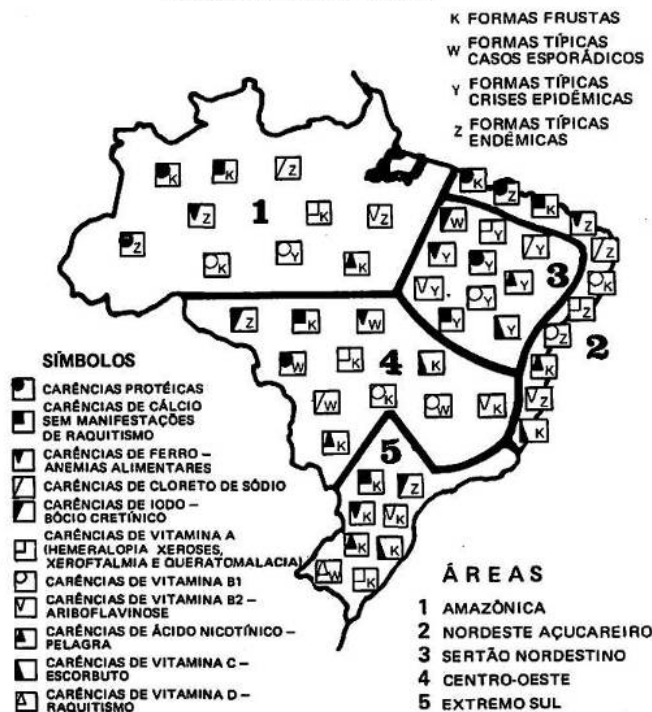 K FORMAS FRUSTAS
W FORMAS TÍPICAS
CASOS ESPORÁDICOS
Y FORMAS TÍPICAS
CRISES EPIDÊMICAS
Z FORMAS TÍPICAS
ENDÊMICAS
K K Z
K Z K
Z K Z 1 K Z
W K Y Z
Z
Y Y Y 3 Z
K Y K Y Y Y K
Z
Y Y Z
Z K W 4 K 2
W K K
W K W K Z
K K
5
K Z
K K
K K
W K
SÍMBOLOS
CARÊNCIAS PROTÉICAS
CARÊNCIAS DE CÁLCIO
SEM MANIFESTAÇÕES
DE RAQUITISMO
CARÊNCIAS DE FERRO –
ANEMIAS ALIMENTARES
CARÊNCIAS DE CLORETO DE SÓDIO
CARÊNCIAS DE IODO –
BÓCIO CRETÍNICO
CARÊNCIAS DE VITAMINA A
(HEMERALOPIA XEROSES,
XEROFTALMIA E QUERATOMALACIA)
CARÊNCIAS DE VITAMINA B1
CARÊNCIAS DE VITAMINA B2 –
ARIBOFLAVINOSE
CARÊNCIAS DE ÁCIDO NICOTÍNICO –
PELAGRA
CARÊNCIAS DE VITAMINA C –
ESCORBUTO
CARÊNCIAS DE VITAMINA D –
RAQUITISMO
ÁREAS
1 AMAZÔNICA
2 NORDESTE AÇUCAREIRO
3 SERTÃO NORDESTINO
4 CENTRO-OESTE
5 EXTREMO SUL